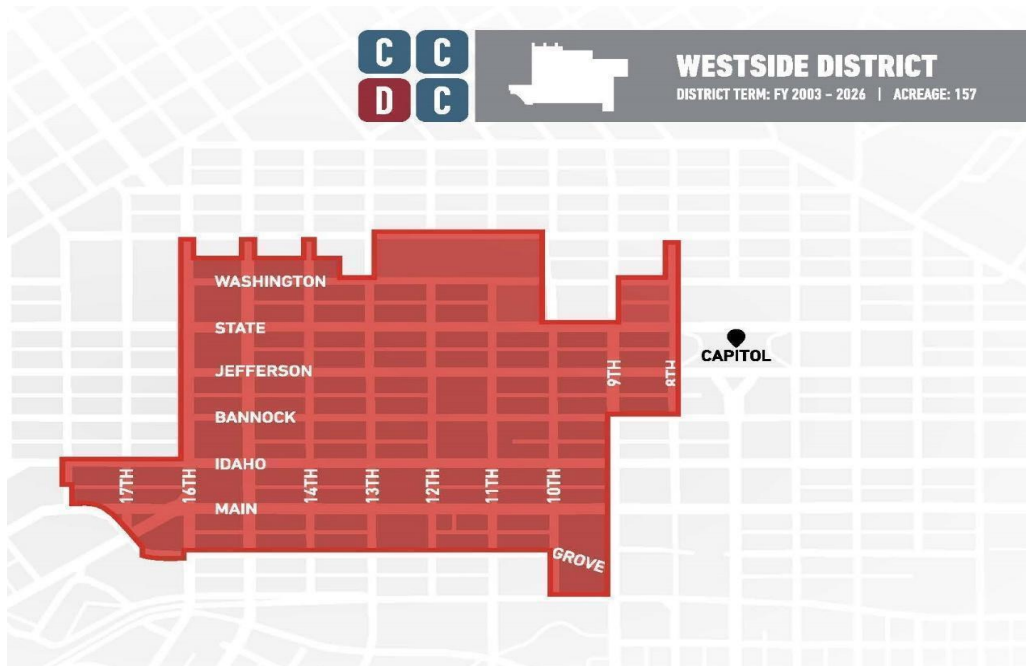 C C
D C
WESTSIDE DISTRICT
DISTRICT TERM: FY 2003 – 2026 | ACREAGE: 157
WASHINGTON
STATE
JEFFERSON
BANNOCK
IDAHO
MAIN
17TH
16TH
14TH
13TH
12TH
11TH
10TH
9TH
8TH
CAPITOL
GROVE